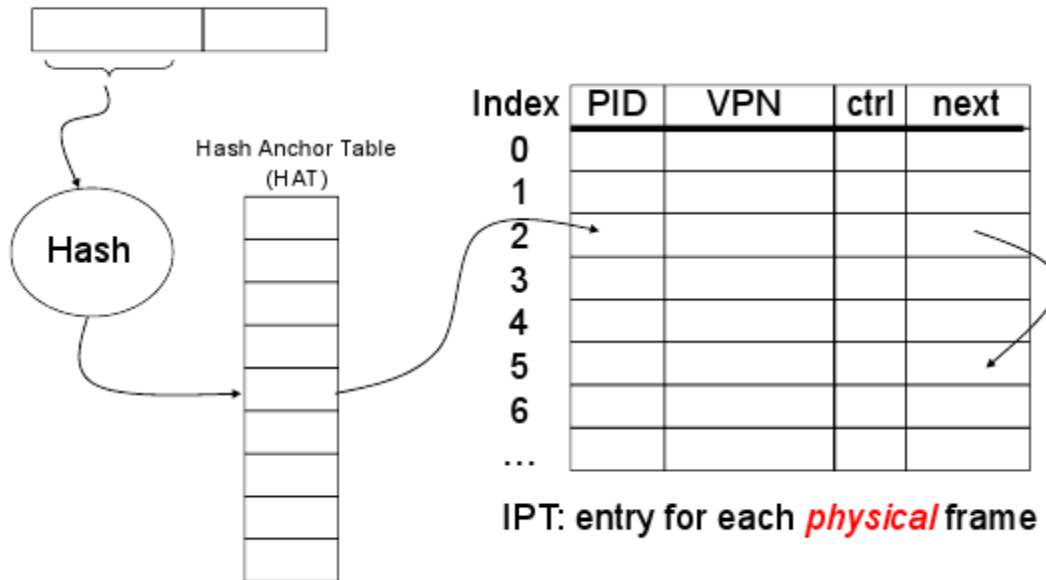 Hash Anchor Table
(HAT)
Hash
Index PID VPN ctrl next
0
1
2
3
4
5
6
...
IPT: entry for each physical frame